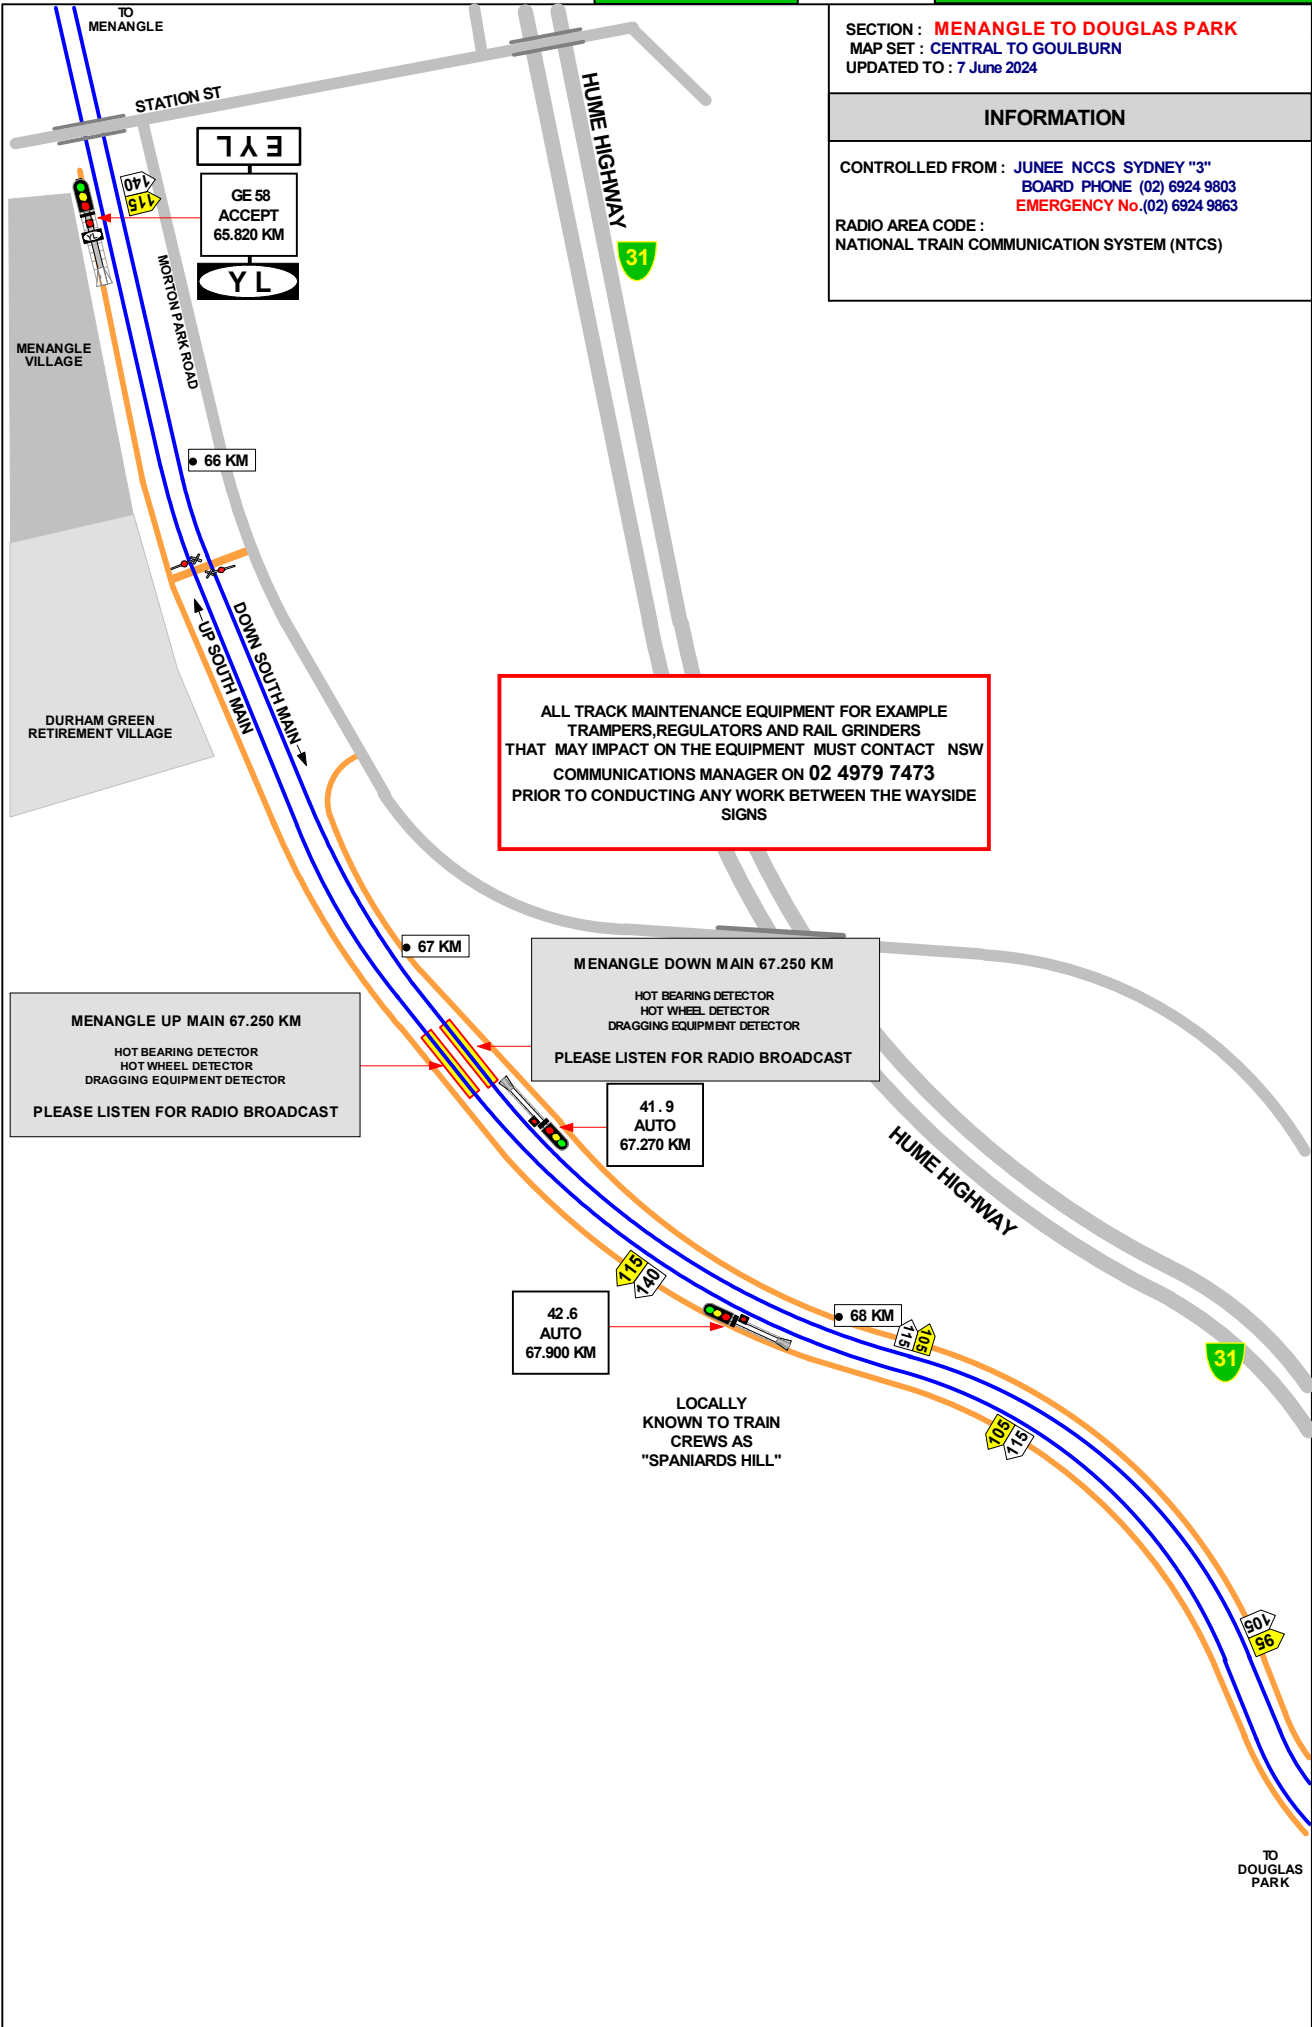 TO
MENANGLE
SECTION : MENANGLE TO DOUGLAS PARK
MAP SET : CENTRAL TO GOULBURN
UPDATED TO : 7 June 2024
INFORMATION
CONTROLLED FROM : JUNEE NCCS SYDNEY "3"
BOARD PHONE (02) 6924 9803
EMERGENCY No.(02) 6924 9863
RADIO AREA CODE :
NATIONAL TRAIN COMMUNICATION SYSTEM (NTCS)
STATION ST
HUME HIGHWAY
31
EYL
GE 58
ACCEPT
65.820 KM
YL
YL
140
115
MORTON PARK ROAD
MENANGLE
VILLAGE
66 KM
DOWN SOUTH MAIN
UP SOUTH MAIN
DURHAM GREEN
RETIREMENT VILLAGE
ALL TRACK MAINTENANCE EQUIPMENT FOR EXAMPLE
TRAMPERS,REGULATORS AND RAIL GRINDERS
THAT MAY IMPACT ON THE EQUIPMENT MUST CONTACT NSW
COMMUNICATIONS MANAGER ON 02 4979 7473
PRIOR TO CONDUCTING ANY WORK BETWEEN THE WAYSIDE
SIGNS
67 KM
MENANGLE DOWN MAIN 67.250 KM
HOT BEARING DETECTOR
HOT WHEEL DETECTOR
DRAGGING EQUIPMENT DETECTOR
PLEASE LISTEN FOR RADIO BROADCAST
MENANGLE UP MAIN 67.250 KM
HOT BEARING DETECTOR
HOT WHEEL DETECTOR
DRAGGING EQUIPMENT DETECTOR
PLEASE LISTEN FOR RADIO BROADCAST
41.9
AUTO
67.270 KM
HUME HIGHWAY
115
140
42.6
AUTO
67.900 KM
68 KM
115
105
31
LOCALLY
KNOWN TO TRAIN
CREWS AS
"SPANIARDS HILL"
105
115
105
95
TO
DOUGLAS
PARK